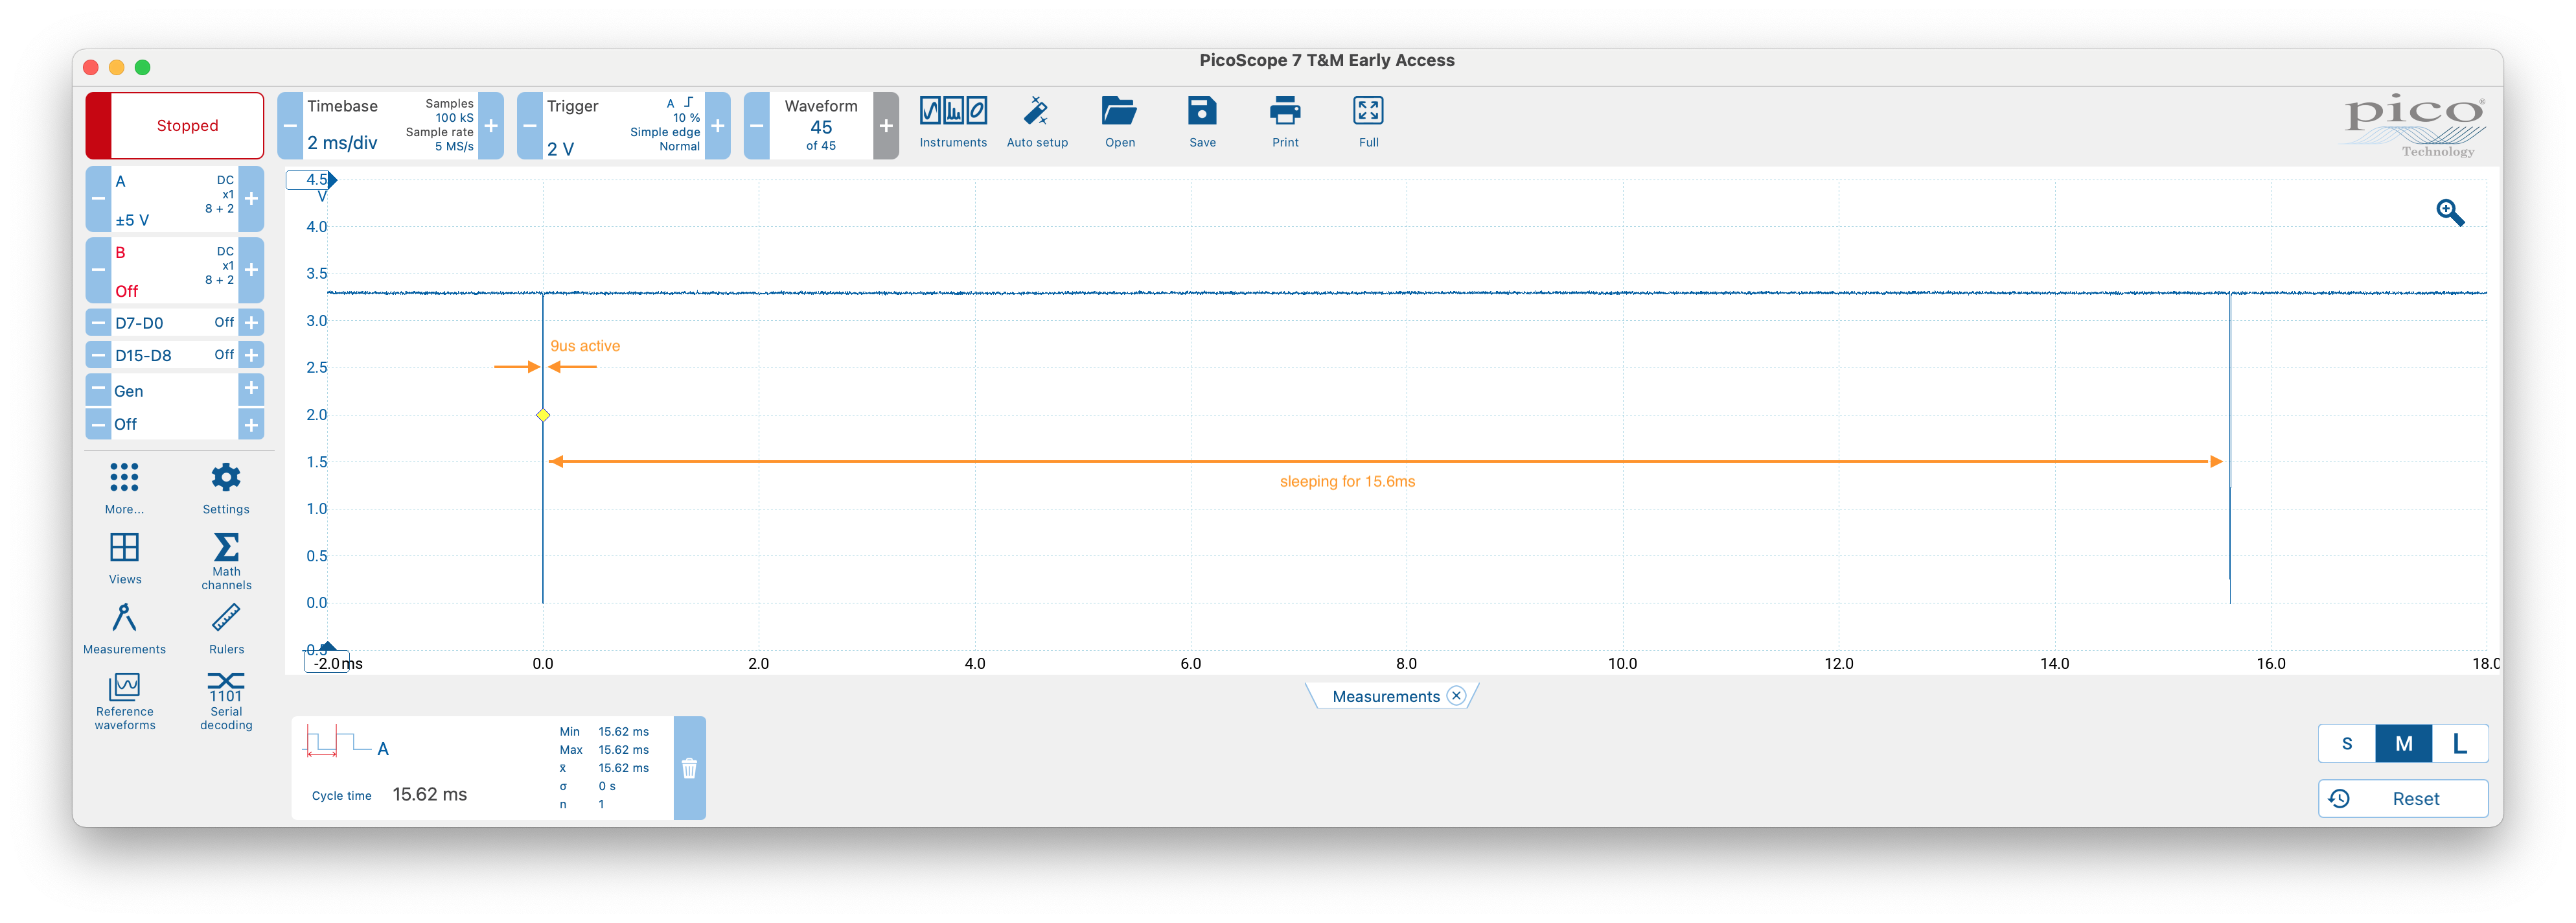 PicoScope 7 T&M Early Access
Stopped
Timebase
2 ms/div
Samples
100 kS
Sample rate
5 MS/s
Trigger
2 V
A
10 %
Simple edge
Normal
Waveform
45
of 45
Instruments
Auto setup
Open
Save
Print
Full
pico
Technology
A
±5 V
DC
x1
8 + 2
B
Off
DC
x1
8 + 2
D7-D0 Off
D15-D8 Off
Gen
Off
More...
Settings
Views
Math
channels
Measurements
Rulers
Reference
waveforms
1101
Serial
decoding
4.5
V
4.0
3.5
3.0
2.5
2.0
1.5
1.0
0.5
0.0
-0.5
9us active
sleeping for 15.6ms
-2.0 ms 0.0 2.0 4.0 6.0 8.0 10.0 12.0 14.0 16.0 18.0
Measurements
A
Cycle time 15.62 ms
Min 15.62 ms
Max 15.62 ms
x̄ 15.62 ms
σ 0 s
n 1
S M L
Reset